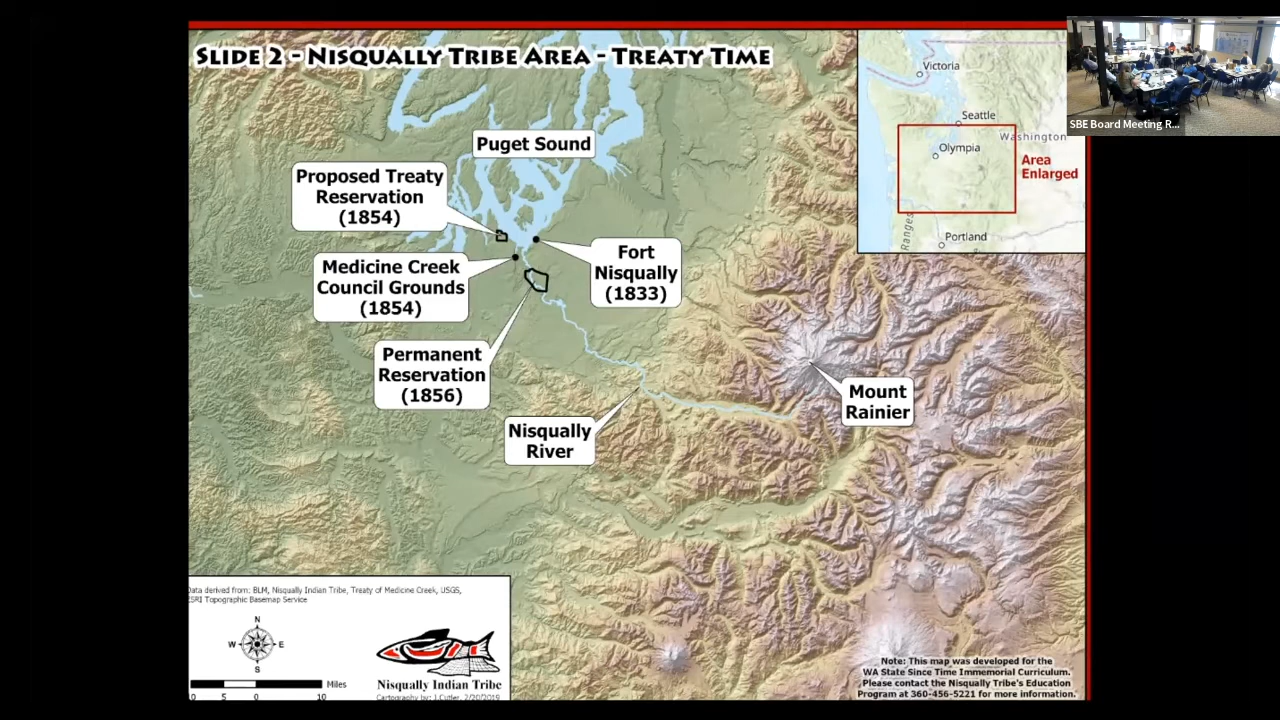 SLIDE 2 - NISQUALLY TRIBE AREA - TREATY TIME
Victoria
Seattle
Washington
Olympia
Area
Enlarged
Ranges
Portland
SBE Board Meeting R...
Puget Sound
Proposed Treaty
Reservation
(1854)
Medicine Creek
Council Grounds
(1854)
Fort
Nisqually
(1833)
Permanent
Reservation
(1856)
Mount
Rainier
Nisqually
River
Data derived from: BLM, Nisqually Indian Tribe, Treaty of Medicine Creek, USGS,
ESRI Topographic Basemap Service
N
W E
S
Miles
10 5 0 10
Nisqually Indian Tribe
Cartography by: J.Cutler, 2/20/2019
Note: This map was developed for the
WA State Since Time Immemorial Curriculum.
Please contact the Nisqually Tribe's Education
Program at 360-456-5221 for more information.